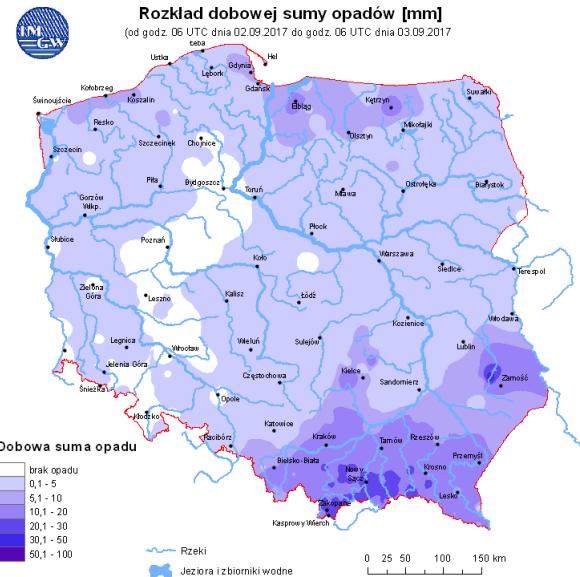 Rozkład dobowej sumy opadów [mm]
(od godz. 06 UTC dnia 02.09.2017 do godz. 06 UTC dnia 03.09.2017
IM
GW
Łeba
Ustka
Hel
Lębork
Gdynia
Gdańsk
Kołobrzeg
Koszalin
Świnoujście
Resko
Elbląg
Kętrzyn
Suwałki
Olsztyn
Mikołajki
Szczecin
Szczecinek
Chojnice
Piła
Bydgoszcz
Toruń
Mława
Ostrołęka
Białystok
Gorzów
Wlkp.
Płock
Słubice
Poznań
Koło
Warszawa
Siedlce
Terespol
Zielona
Góra
Leszno
Kalisz
Łódź
Kozienice
Włodawa
Legnica
Wrocław
Wieluń
Sulejów
Lublin
Jelenia Góra
Śnieżka
Częstochowa
Kielce
Sandomierz
Zamość
Opole
Kłodzko
Racibórz
Katowice
Kraków
Tarnów
Rzeszów
Przemyśl
Bielsko-Biała
Nowy
Sącz
Krosno
Lesko
Zakopane
Kasprowy Wierch
Dobowa suma opadu
brak opadu
0,1 - 5
5,1 - 10
10,1 - 20
20,1 - 30
30,1 - 50
50,1 - 100
Rzeki
Jeziora i zbiorniki wodne
0 25 50 100 150 km